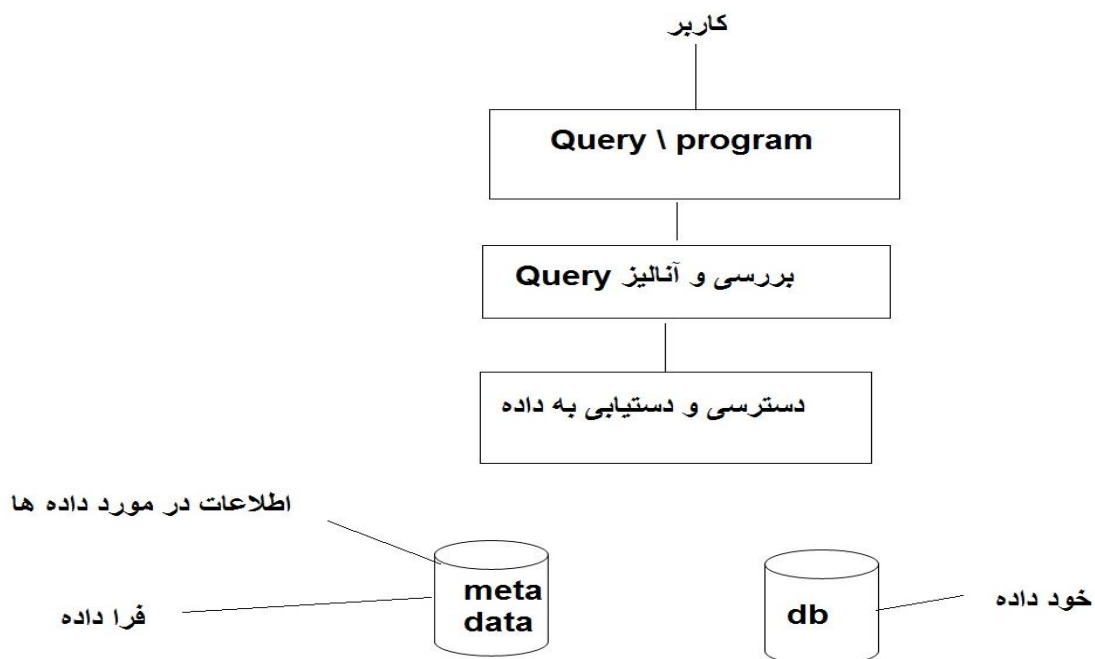 کاربر
Query \ program
بررسی و آنالیز Query
دسترسی و دستیابی به داده
اطلاعات در مورد داده ها
meta
data
فرا داده
db
خود داده